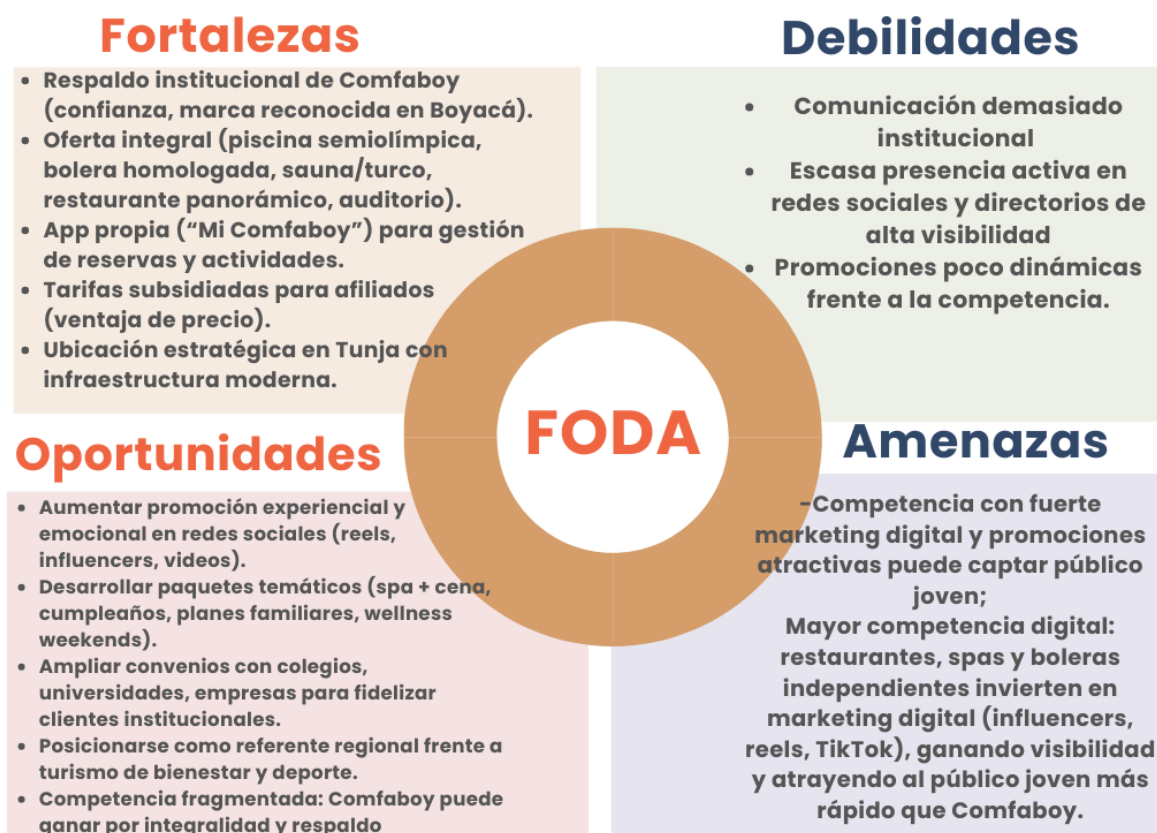 Fortalezas
• Respaldo institucional de Comfaboy
(confianza, marca reconocida en Boyacá).
• Oferta integral (piscina semiolímpica,
bolera homologada, sauna/turco,
restaurante panorámico, auditorio).
• App propia (“Mi Comfaboy”) para gestión
de reservas y actividades.
• Tarifas subsidiadas para afiliados
(ventaja de precio).
• Ubicación estratégica en Tunja con
infraestructura moderna.
Debilidades
• Comunicación demasiado
institucional
• Escasa presencia activa en
redes sociales y directorios de
alta visibilidad
• Promociones poco dinámicas
frente a la competencia.
FODA
Oportunidades
• Aumentar promoción experiencial y
emocional en redes sociales (reels,
influencers, videos).
• Desarrollar paquetes temáticos (spa + cena,
cumpleaños, planes familiares, wellness
weekends).
• Ampliar convenios con colegios,
universidades, empresas para fidelizar
clientes institucionales.
• Posicionarse como referente regional frente a
turismo de bienestar y deporte.
• Competencia fragmentada: Comfaboy puede
ganar por integralidad y respaldo
Amenazas
-Competencia con fuerte
marketing digital y promociones
atractivas puede captar público
joven;
Mayor competencia digital:
restaurantes, spas y boleras
independientes invierten en
marketing digital (influencers,
reels, TikTok), ganando visibilidad
y atrayendo al público joven más
rápido que Comfaboy.